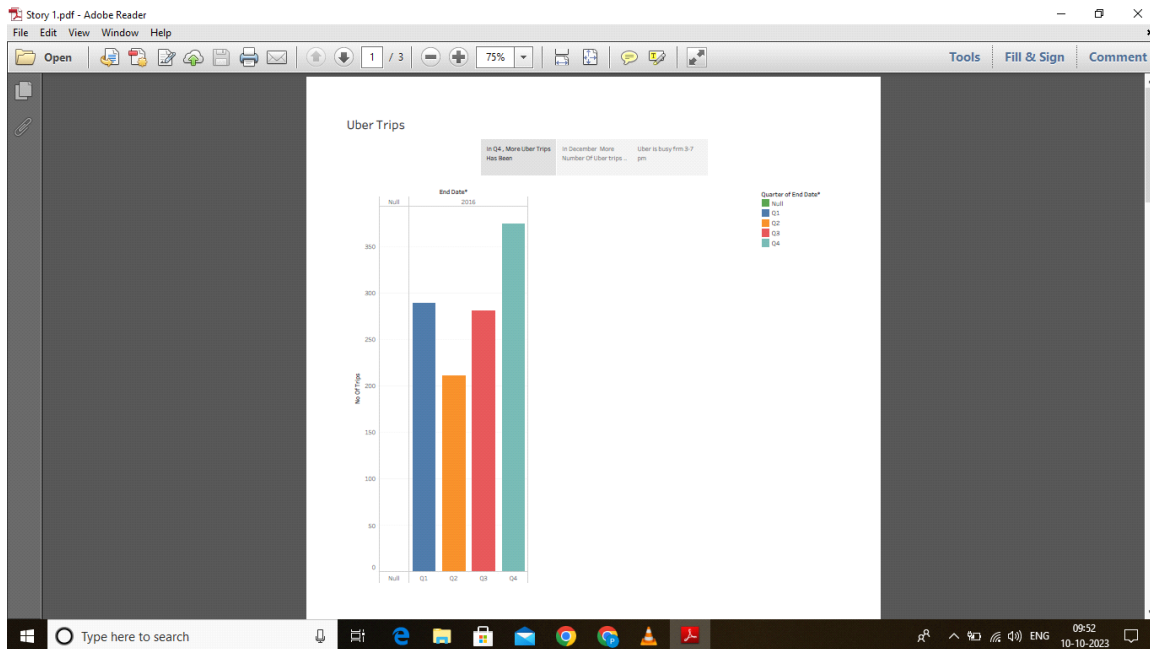 Story 1.pdf - Adobe Reader
File Edit View Window Help
Open 1 / 3 75% Tools Fill & Sign Comment
Uber Trips
In Q4 , More Uber Trips
Has Been
In December More
Number Of Uber trips ...
Uber is busy frm 3-7
pm
End Date*
Null 2016
No Of Trips
350
300
250
200
150
100
50
0
Null Q1 Q2 Q3 Q4
Quarter of End Date*
Null
Q1
Q2
Q3
Q4
Type here to search
ENG
09:52
10-10-2023